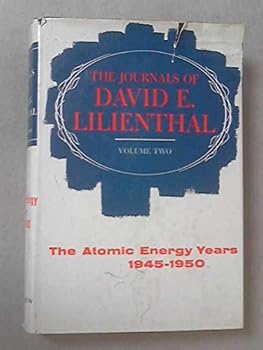 THE JOURNALS OF
DAVID E.
LILIENTHAL
VOLUME TWO
The Atomic Energy Years
1945-1950